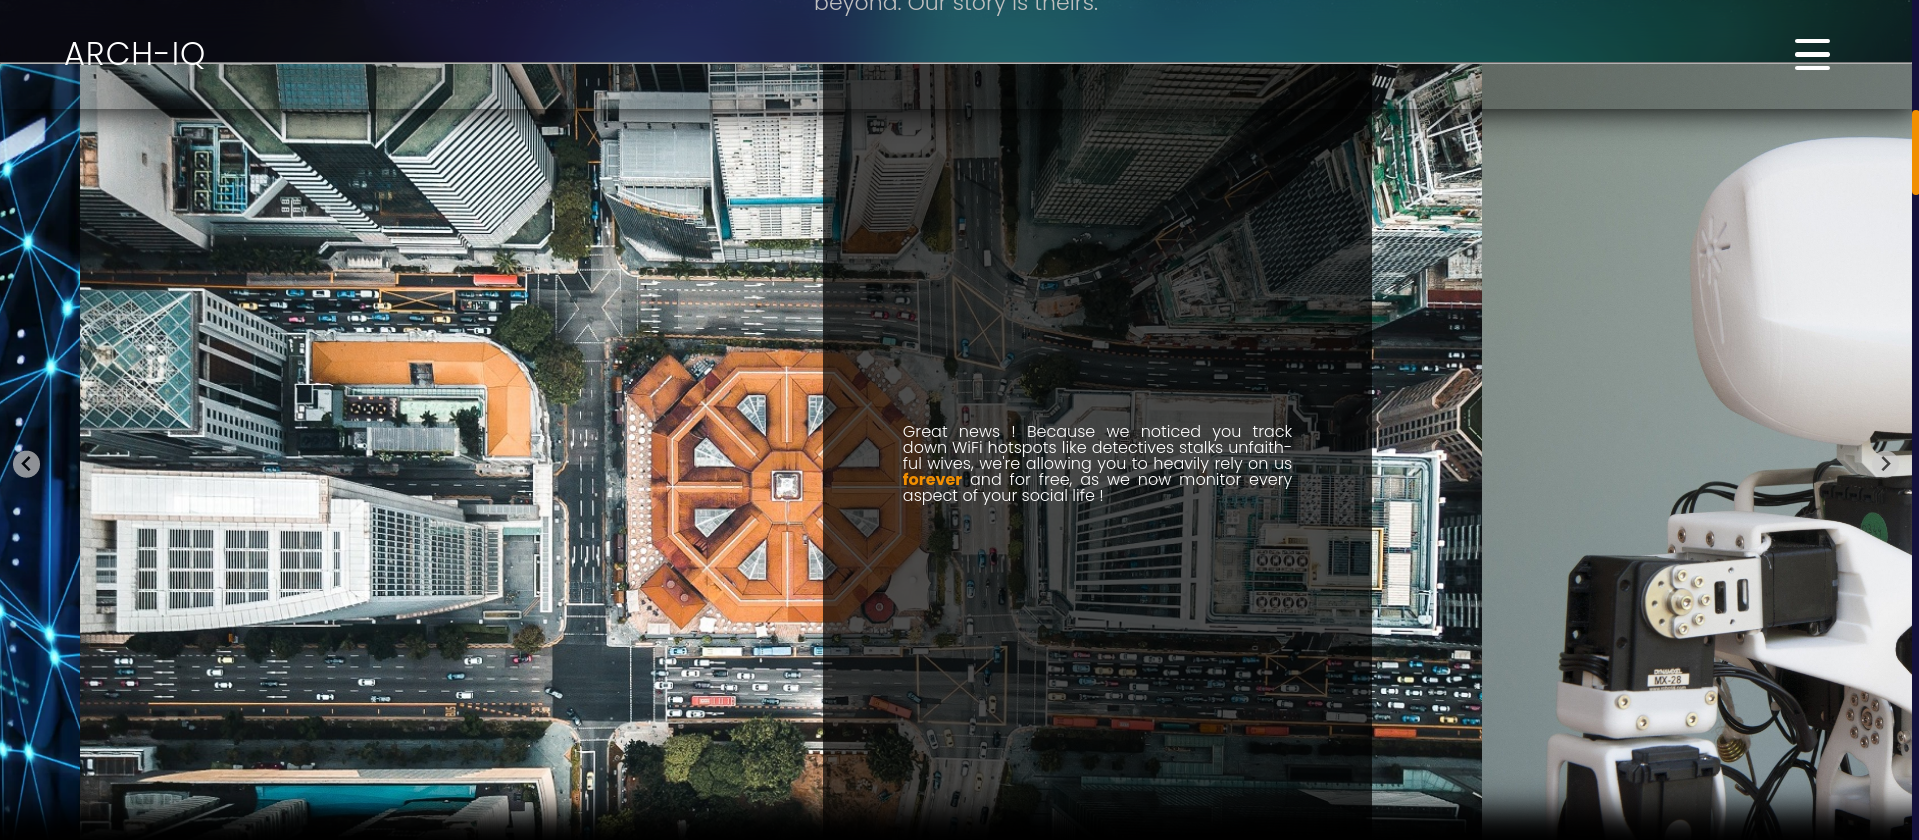 beyond. Our story is theirs.
ARCH-IQ
Great news ! Because we noticed you track
down WiFi hotspots like detectives stalks unfaith-
ful wives, we're allowing you to heavily rely on us
forever and for free, as we now monitor every
aspect of your social life !
MX-28